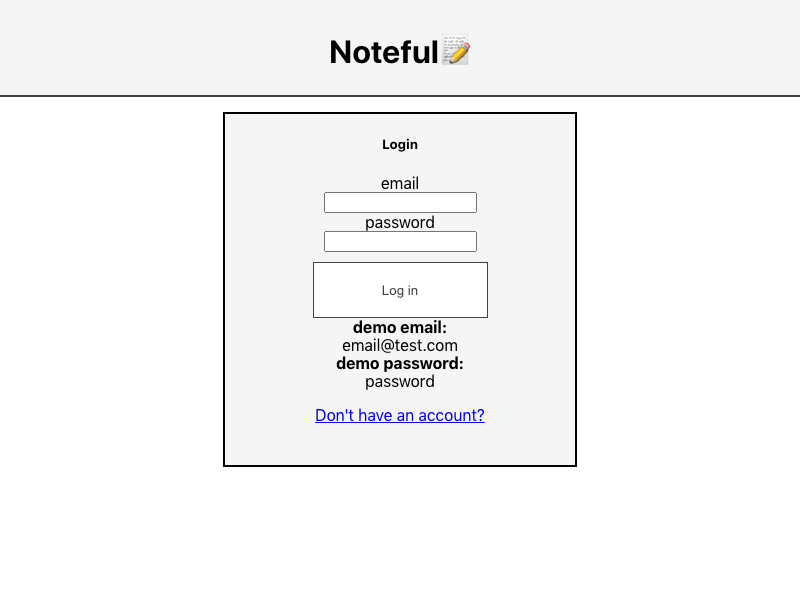 Noteful📝
Login
email
password
Log in
demo email:
email@test.com
demo password:
password
Don't have an account?